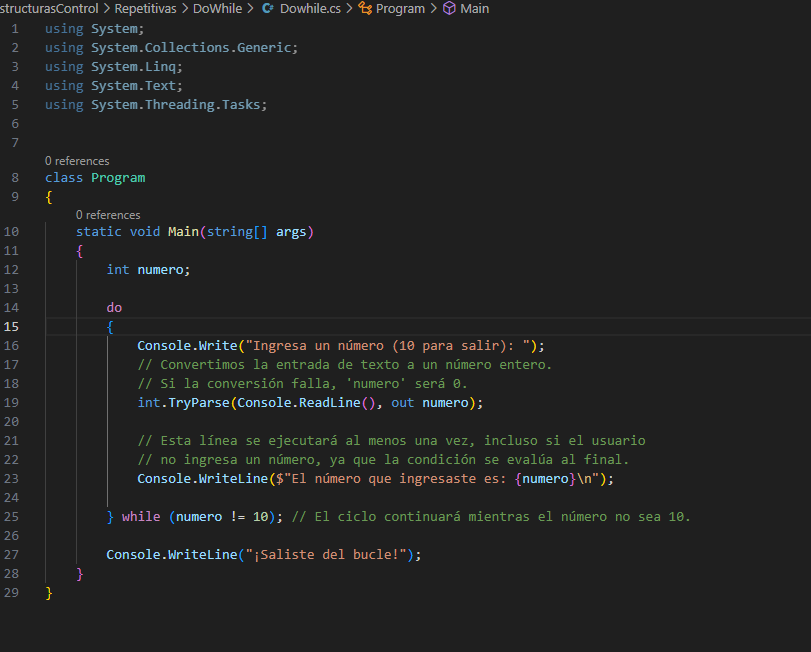 structurasControl > Repetitivas > DoWhile > C# Dowhile.cs > Program > Main
1 using System;
2 using System.Collections.Generic;
3 using System.Linq;
4 using System.Text;
5 using System.Threading.Tasks;
6
7
0 references
8 class Program
9 {
0 references
10 static void Main(string[] args)
11 {
12 int numero;
13
14 do
15 {
16 Console.Write("Ingresa un número (10 para salir): ");
17 // Convertimos la entrada de texto a un número entero.
18 // Si la conversión falla, 'numero' será 0.
19 int.TryParse(Console.ReadLine(), out numero);
20
21 // Esta línea se ejecutará al menos una vez, incluso si el usuario
22 // no ingresa un número, ya que la condición se evalúa al final.
23 Console.WriteLine($"El número que ingresaste es: {numero}\n");
24
25 } while (numero != 10); // El ciclo continuará mientras el número no sea 10.
26
27 Console.WriteLine("¡Saliste del bucle!");
28 }
29 }